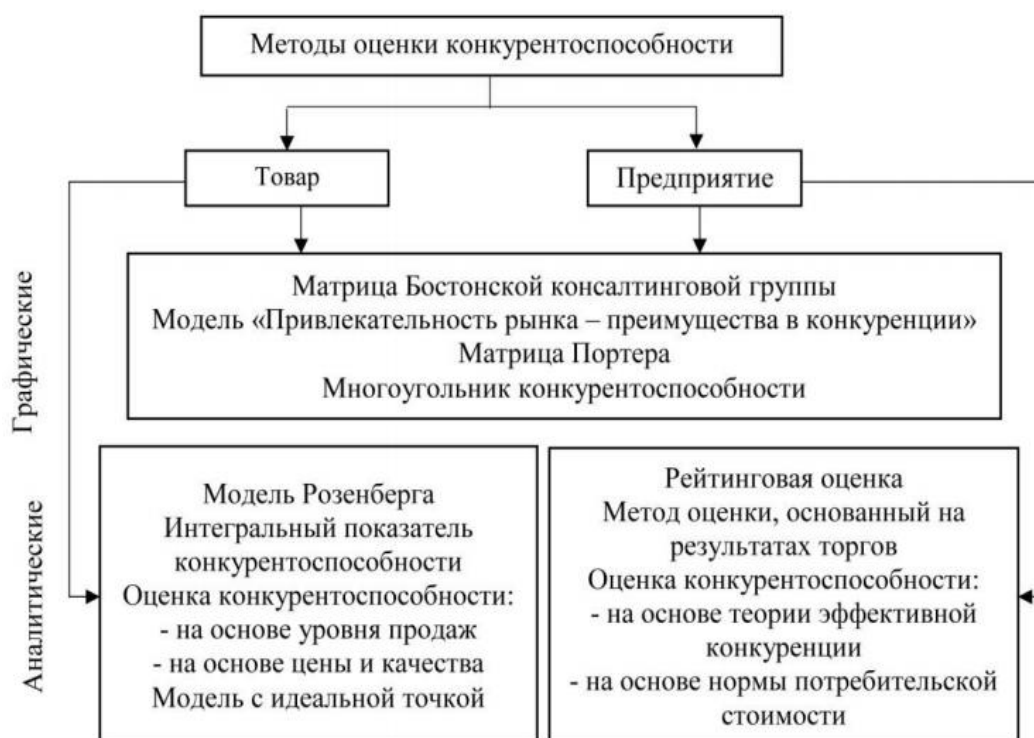 Методы оценки конкурентоспособности
Товар
Предприятие
Графические
Матрица Бостонской консалтинговой группы
Модель «Привлекательность рынка – преимущества в конкуренции»
Матрица Портера
Многоугольник конкурентоспособности
Аналитические
Модель Розенберга
Интегральный показатель
конкурентоспособности
Оценка конкурентоспособности:
- на основе уровня продаж
- на основе цены и качества
Модель с идеальной точкой
Рейтинговая оценка
Метод оценки, основанный на
результатах торгов
Оценка конкурентоспособности:
- на основе теории эффективной
конкуренции
- на основе нормы потребительской
стоимости